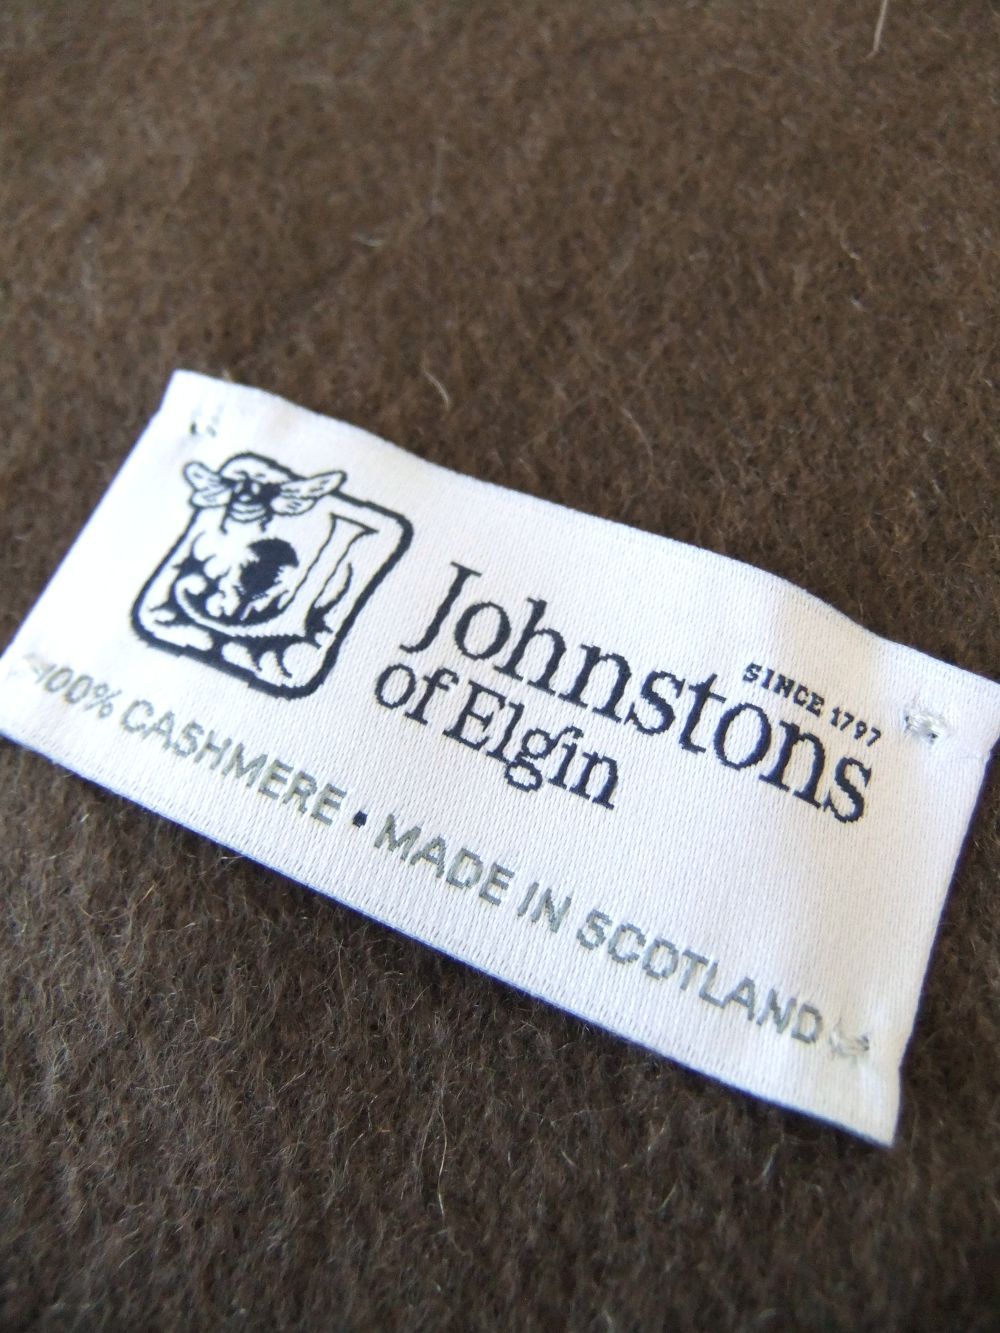 Johnstons
SINCE 1797
of Elgin
100% CASHMERE • MADE IN SCOTLAND